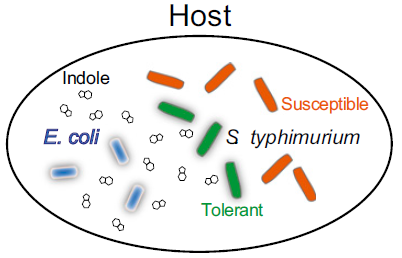 Host
Indole
Susceptible
E. coli
S typhimurium
Tolerant